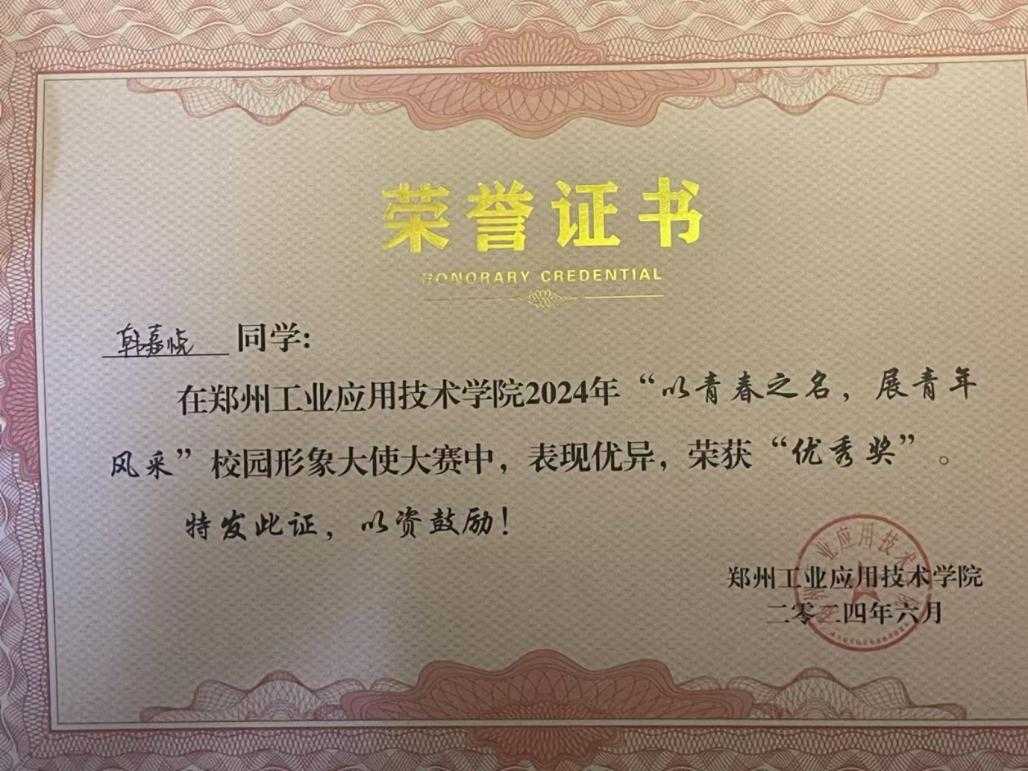 荣誉证书
HONORARY CREDENTIAL
韩嘉悦 同学:
在郑州工业应用技术学院2024年“以青春之名，展青年
风采”校园形象大使大赛中，表现优异，荣获“优秀奖”。
特发此证，以资鼓励！
郑州工业应用技术学院
二零二四年六月